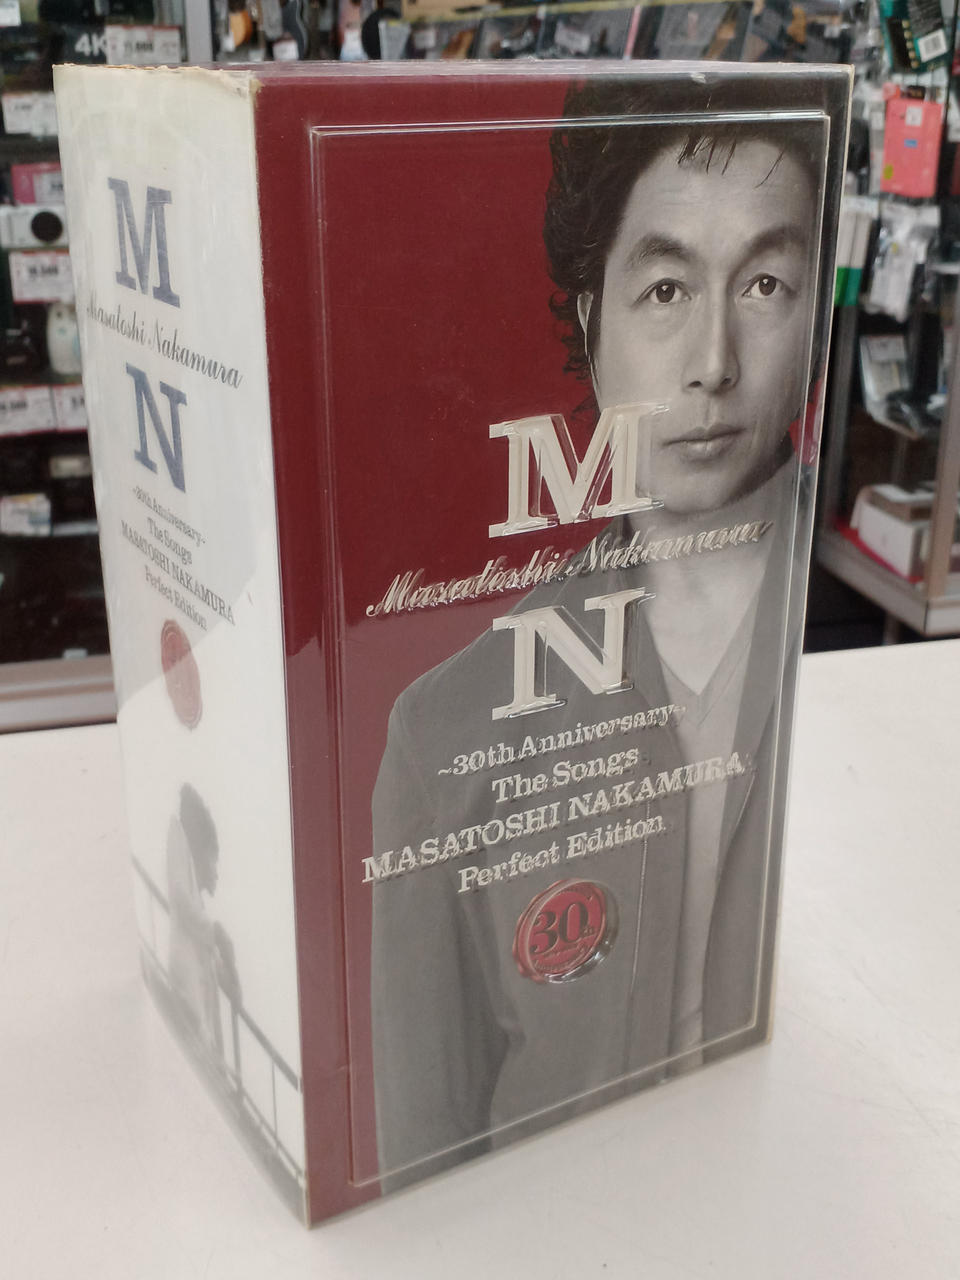 4K
M
Masatoshi Nakamura
N
~30th Anniversary~
The Songs
MASATOSHI NAKAMURA
Perfect Edition
M
Masatoshi Nakamura
N
~30th Anniversary~
The Songs
MASATOSHI NAKAMURA
Perfect Edition
30th